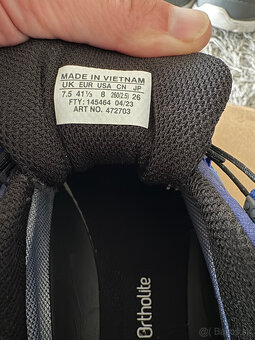 MADE IN VIETNAM
UK EUR USA CN JP
7.5 41⅓ 8 260(2.5) 26
FTY: 145464 04/23
ART NO. 472703
Ortholite